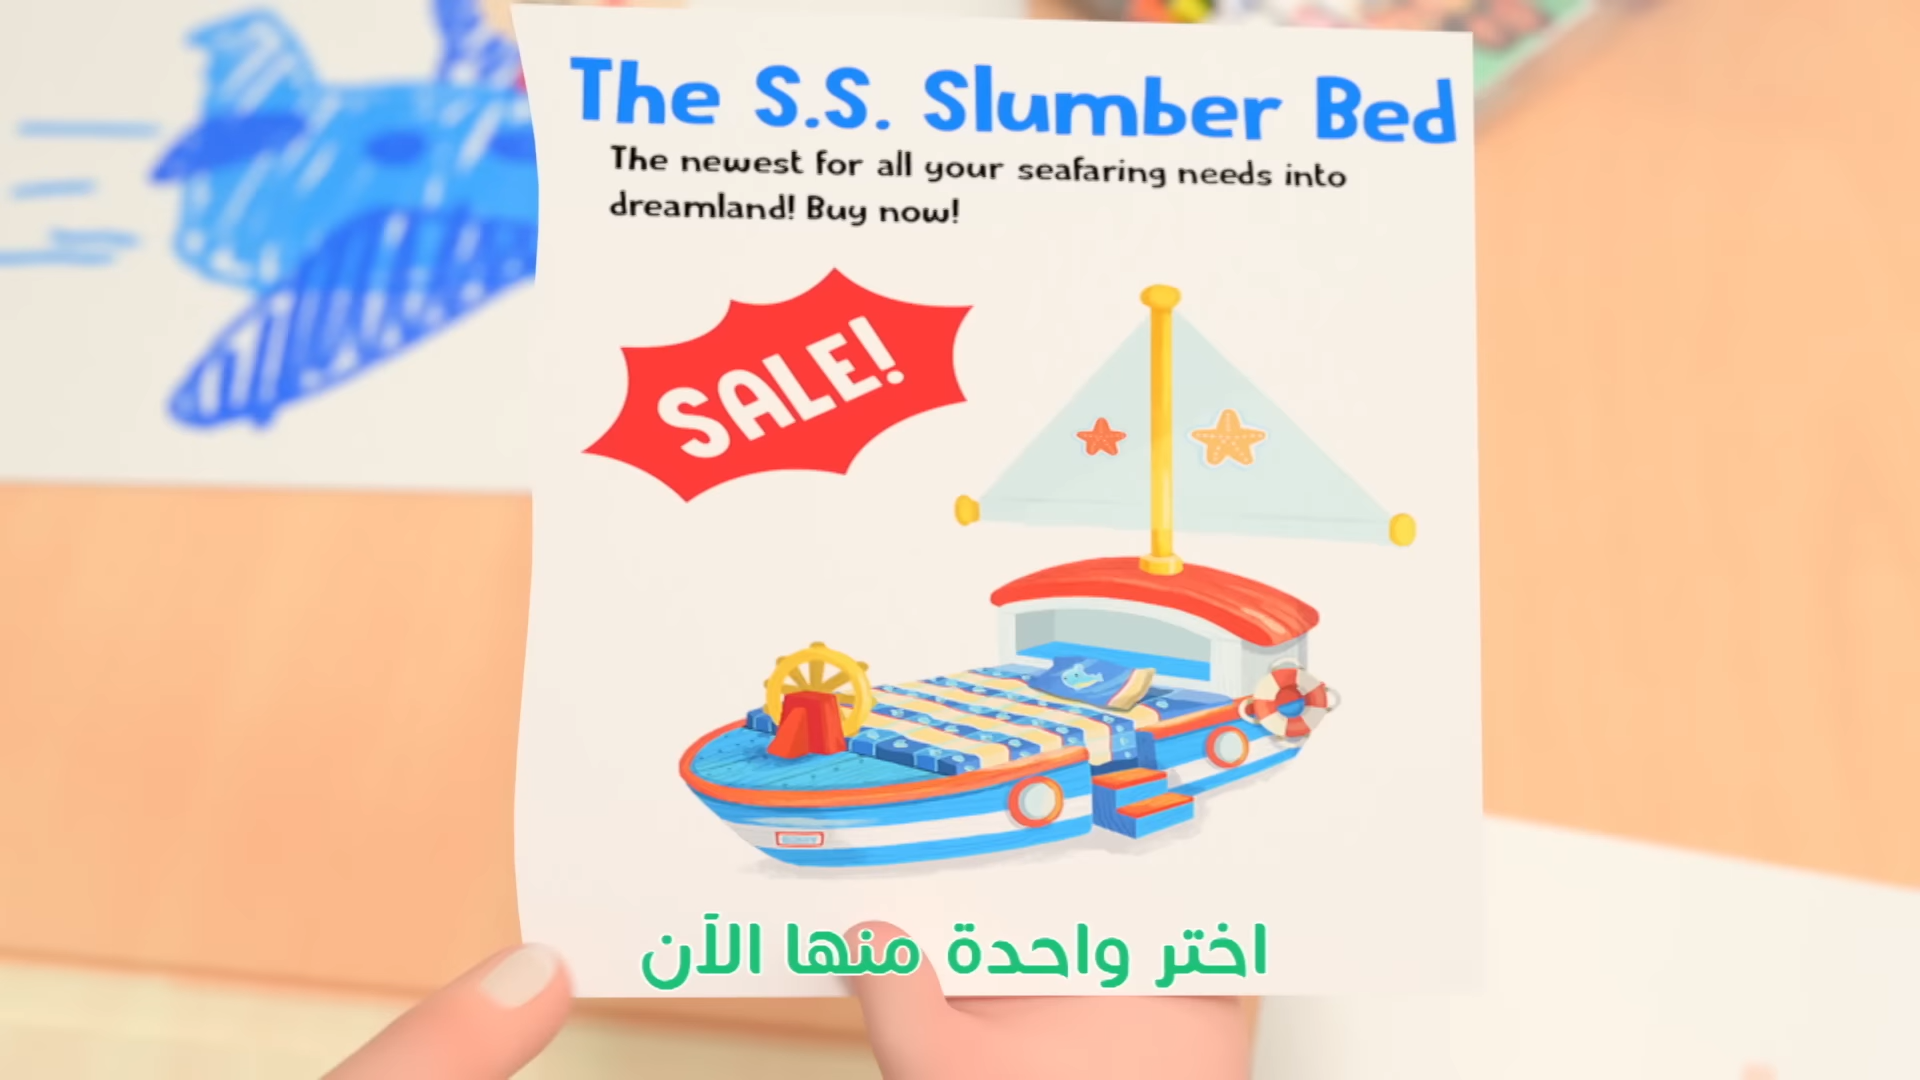 The S.S. Slumber Bed
The newest for all your seafaring needs into
dreamland! Buy now!
SALE!
اختر واحدة منها الآن